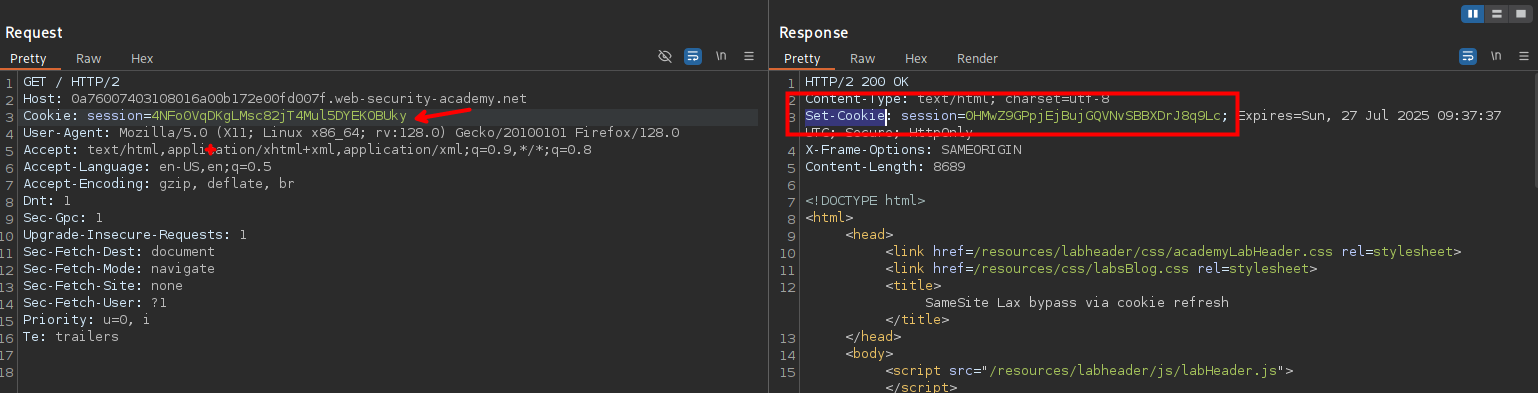 Request
Pretty Raw Hex \n
1 GET / HTTP/2
2 Host: 0a76007403108016a00b172e00fd007f.web-security-academy.net
3 Cookie: session=4NFoOVqDKgLMsc82jT4Mul5DYEKOBUky
4 User-Agent: Mozilla/5.0 (X11; Linux x86_64; rv:128.0) Gecko/20100101 Firefox/128.0
5 Accept: text/html,application/xhtml+xml,application/xml;q=0.9,*/*;q=0.8
6 Accept-Language: en-US,en;q=0.5
7 Accept-Encoding: gzip, deflate, br
8 Dnt: 1
9 Sec-Gpc: 1
10 Upgrade-Insecure-Requests: 1
11 Sec-Fetch-Dest: document
12 Sec-Fetch-Mode: navigate
13 Sec-Fetch-Site: none
14 Sec-Fetch-User: ?1
15 Priority: u=0, i
16 Te: trailers
17
18
Response
Pretty Raw Hex Render \n
1 HTTP/2 200 OK
2 Content-Type: text/html; charset=utf-8
3 Set-Cookie: session=OHMwZ9GPpjEjBujGQVNvSBBXDrJ8q9Lc; Expires=Sun, 27 Jul 2025 09:37:37
UTC; Secure; HttpOnly
4 X-Frame-Options: SAMEORIGIN
5 Content-Length: 8689
6
7 <!DOCTYPE html>
8 <html>
9 <head>
10 <link href=/resources/labheader/css/academyLabHeader.css rel=stylesheet>
11 <link href=/resources/css/labsBlog.css rel=stylesheet>
12 <title>
SameSite Lax bypass via cookie refresh
</title>
13 </head>
14 <body>
15 <script src="/resources/labheader/js/labHeader.js">
</script>